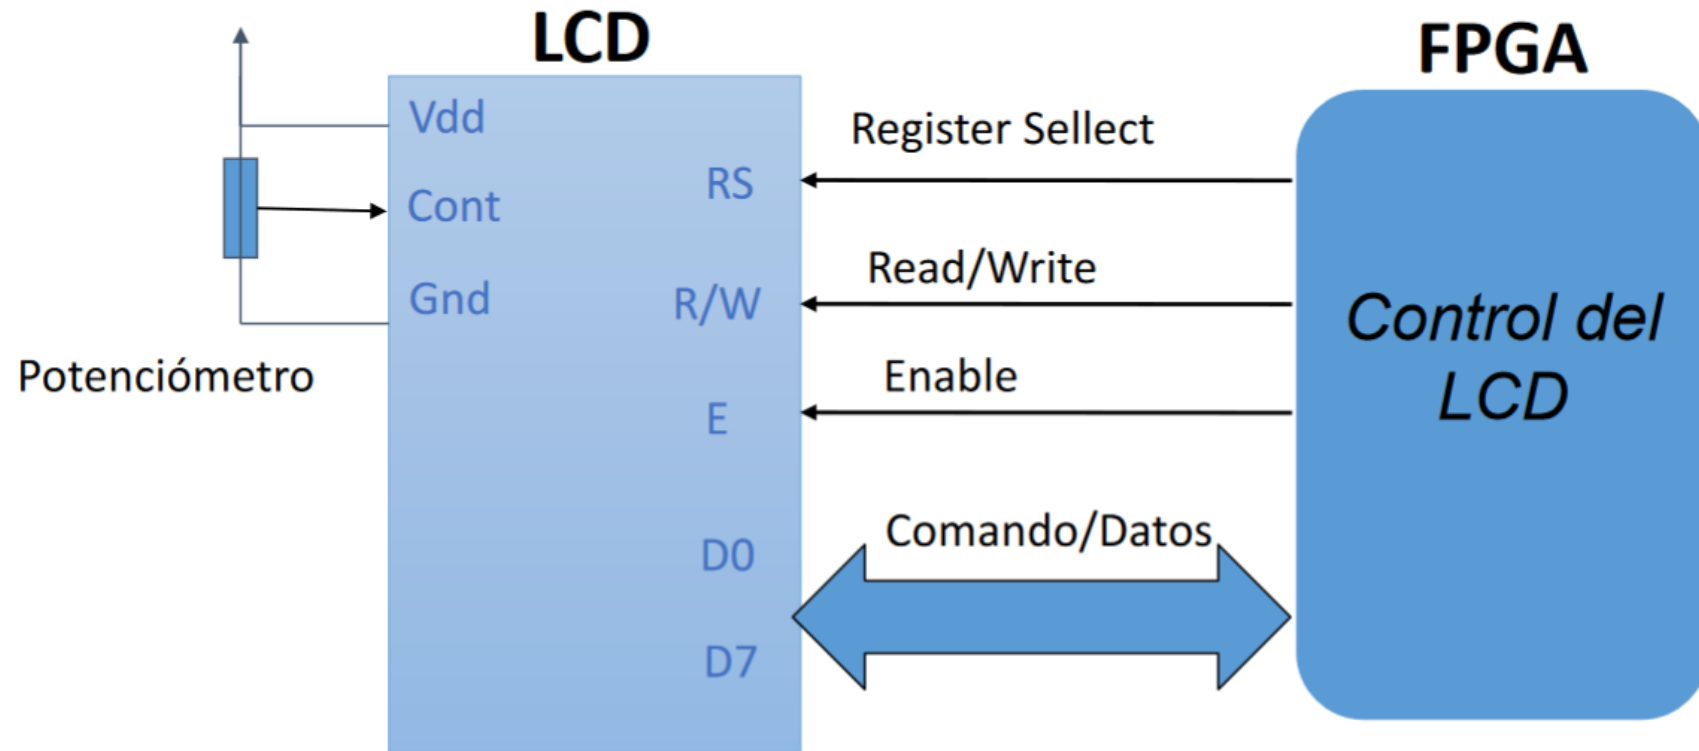 LCD
FPGA
Vdd
Register Sellect
RS
Cont
Read/Write
Gnd
R/W
Control del
LCD
Potenciómetro
Enable
E
Comando/Datos
D0
D7